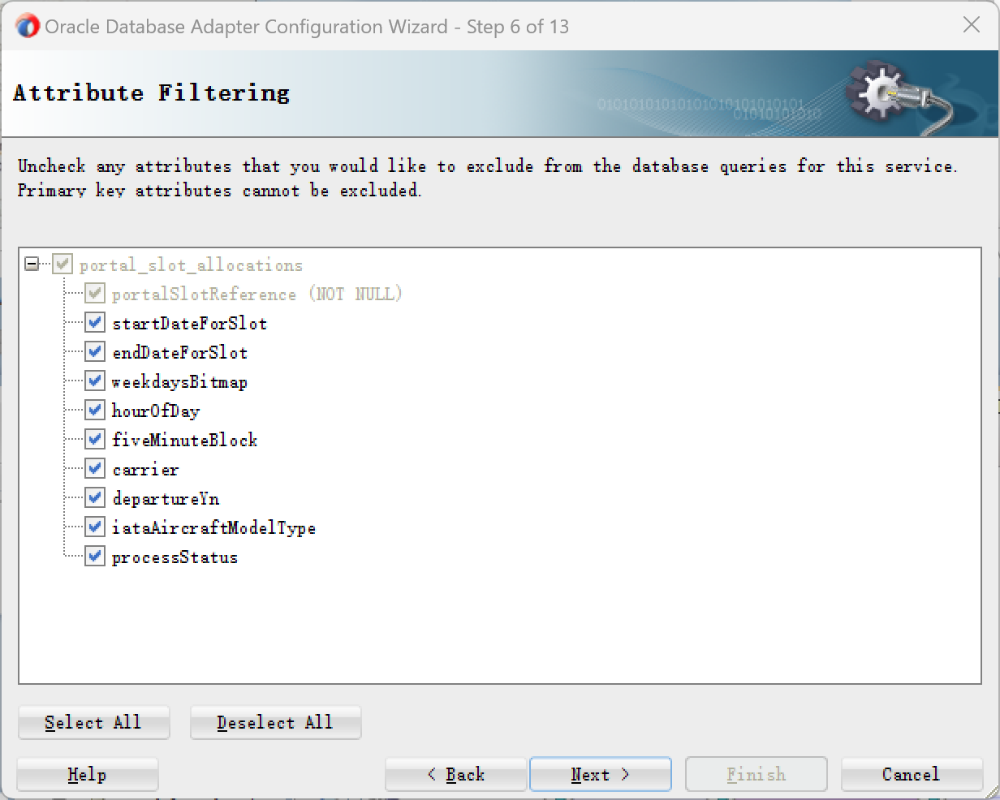 Oracle Database Adapter Configuration Wizard - Step 6 of 13
Attribute Filtering
0101010101010101010101010101
01010101010
Uncheck any attributes that you would like to exclude from the database queries for this service.
Primary key attributes cannot be excluded.
portal_slot_allocations
portalSlotReference (NOT NULL)
startDateForSlot
endDateForSlot
weekdaysBitmap
hourOfDay
fiveMinuteBlock
carrier
departureYn
iataAircraftModelType
processStatus
Select All
Deselect All
Help
< Back
Next >
Finish
Cancel